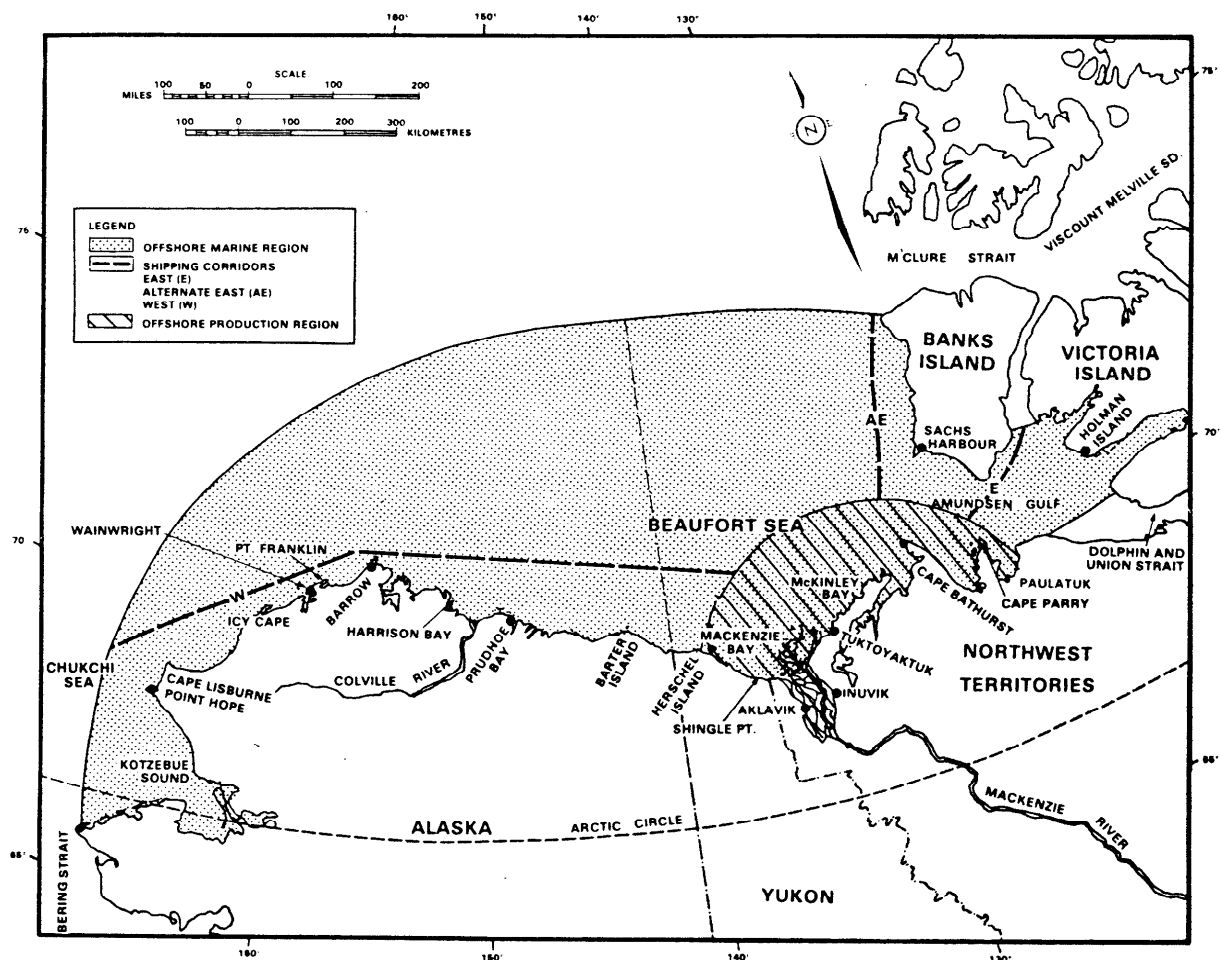 160' 150' 140' 130'
SCALE
100 50 0 100 200
MILES
100 0 100 200 300
KILOMETRES
75'
N
VISCOUNT MELVILLE SD.
LEGEND
OFFSHORE MARINE REGION
SHIPPING CORRIDORS
EAST (E)
ALTERNATE EAST (AE)
WEST (W)
OFFSHORE PRODUCTION REGION
75
M'CLURE STRAIT
BANKS
ISLAND
VICTORIA
ISLAND
HOLMAN
ISLAND
AE
SACHS
HARBOUR
70'
E
AMUNDSEN GULF
BEAUFORT SEA
WAINWRIGHT
PT. FRANKLIN
70
DOLPHIN AND
UNION STRAIT
W
ICY CAPE
BARROW
HARRISON BAY
McKINLEY
BAY
CAPE BATHURST
PAULATUK
CAPE PARRY
PRUDHOE
BAY
BARTER
ISLAND
MACKENZIE
BAY
TUKTOYAKTUK
CHUKCHI
SEA
CAPE LISBURNE
POINT HOPE
COLVILLE RIVER
HERSCHEL
ISLAND
NORTHWEST
TERRITORIES
INUVIK
AKLAVIK
SHINGLE PT.
KOTZEBUE
SOUND
MACKENZIE RIVER
ALASKA
ARCTIC CIRCLE
65'
BERING STRAIT
YUKON
150' 140' 130'